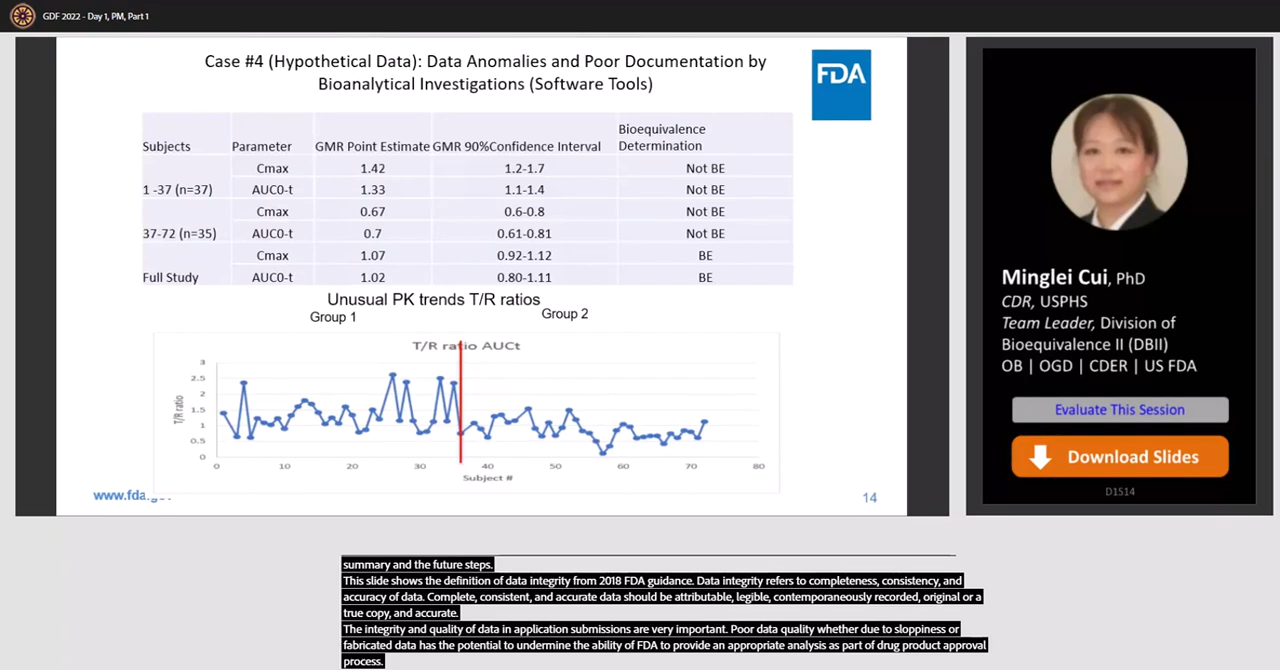 GDF 2022 - Day 1, PM, Part 1
Case #4 (Hypothetical Data): Data Anomalies and Poor Documentation by
Bioanalytical Investigations (Software Tools)
FDA
Subjects Parameter GMR Point Estimate GMR 90%Confidence Interval Bioequivalence Determination
Cmax 1.42 1.2-1.7 Not BE
1 -37 (n=37) AUC0-t 1.33 1.1-1.4 Not BE
Cmax 0.67 0.6-0.8 Not BE
37-72 (n=35) AUC0-t 0.7 0.61-0.81 Not BE
Cmax 1.07 0.92-1.12 BE
Full Study AUC0-t 1.02 0.80-1.11 BE
Unusual PK trends T/R ratios
Group 1 Group 2
T/R ratio AUCt
T/R ratio
3
2.5
2
1.5
1
0.5
0
0 10 20 30 40 50 60 70 80
Subject #
www.fda.gov
14
Minglei Cui, PhD
CDR, USPHS
Team Leader, Division of
Bioequivalence II (DBII)
OB | OGD | CDER | US FDA
Evaluate This Session
Download Slides
D1514
summary and the future steps.
This slide shows the definition of data integrity from 2018 FDA guidance. Data integrity refers to completeness, consistency, and
accuracy of data. Complete, consistent, and accurate data should be attributable, legible, contemporaneously recorded, original or a
true copy, and accurate.
The integrity and quality of data in application submissions are very important. Poor data quality whether due to sloppiness or
fabricated data has the potential to undermine the ability of FDA to provide an appropriate analysis as part of drug product approval
process.